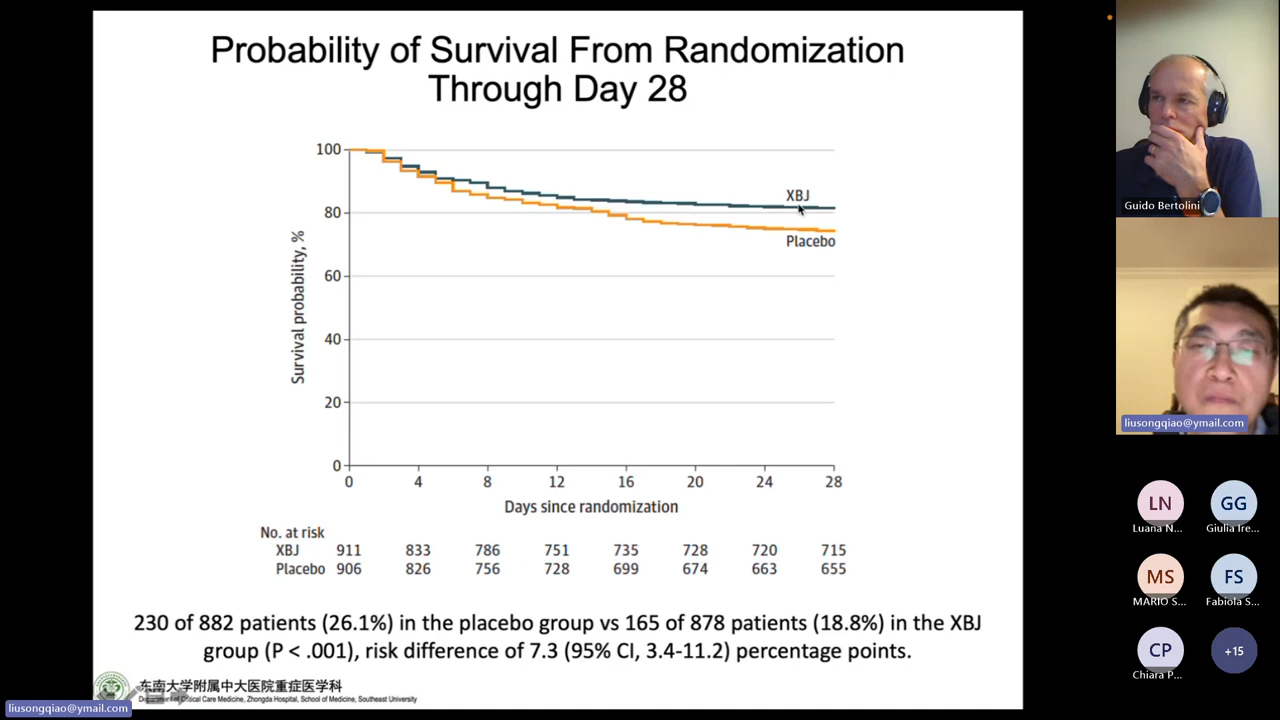 Probability of Survival From Randomization
Through Day 28
100
80
60
40
20
0
Survival probability, %
XBJ
Placebo
0 4 8 12 16 20 24 28
Days since randomization
No. at risk
XBJ 911 833 786 751 735 728 720 715
Placebo 906 826 756 728 699 674 663 655
230 of 882 patients (26.1%) in the placebo group vs 165 of 878 patients (18.8%) in the XBJ
group (P < .001), risk difference of 7.3 (95% CI, 3.4-11.2) percentage points.
东南大学附属中大医院重症医学科
Department of Critical Care Medicine, Zhongda Hospital, School of Medicine, Southeast University
liusongqiao@ymail.com
Guido Bertolini
liusongqiao@ymail.com
LN GG
Luana N... Giulia Ire...
MS FS
MARIO S... Fabiola S...
CP +15
Chiara P...